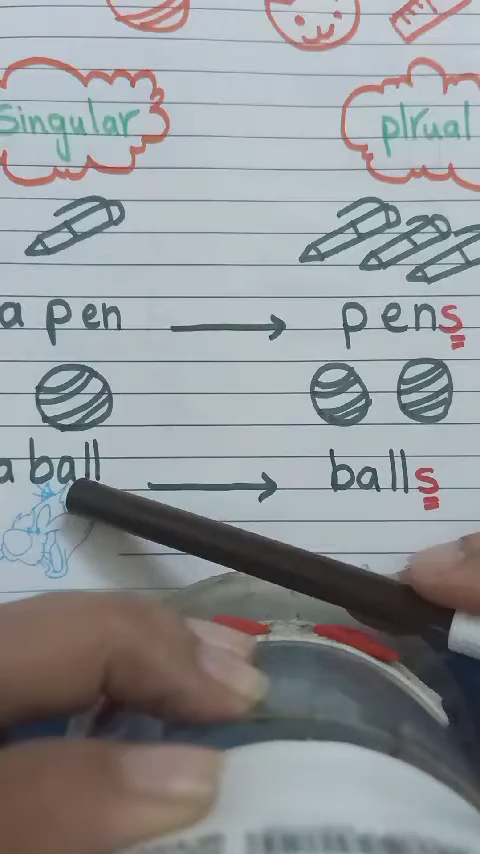 Singular plrual
a pen → pens
a ball → balls